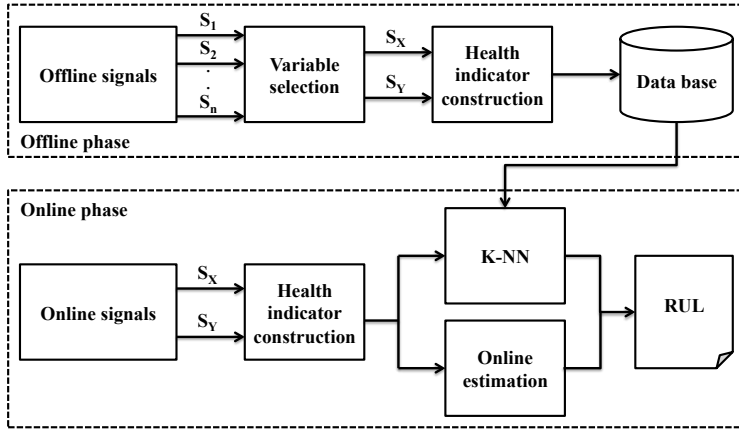 S1
S2
.
.
Sn
Offline signals
Variable
selection
SX
SY
Health
indicator
construction
Data base
Offline phase
Online phase
Online signals
SX
SY
Health
indicator
construction
K-NN
Online
estimation
RUL